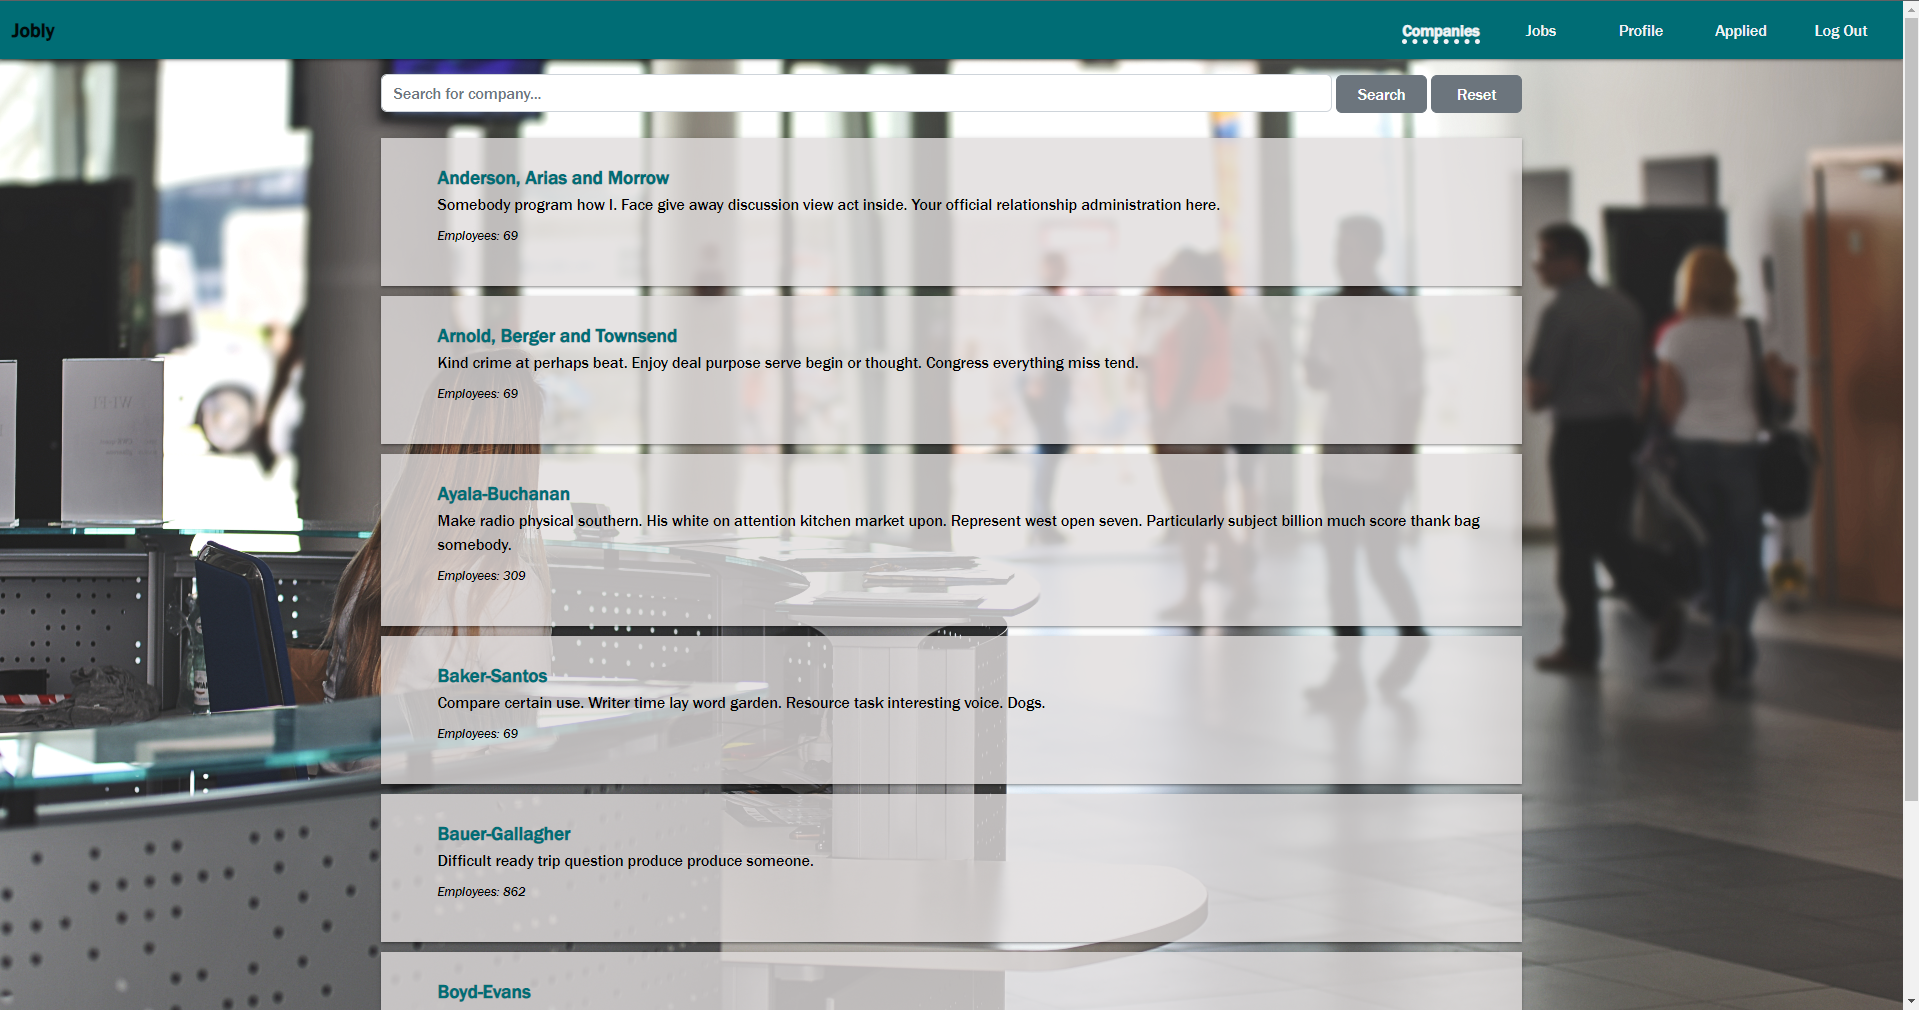 Jobly
Companies
Jobs
Profile
Applied
Log Out
Search for company...
Search
Reset
Anderson, Arias and Morrow
Somebody program how I. Face give away discussion view act inside. Your official relationship administration here.
Employees: 69
Arnold, Berger and Townsend
Kind crime at perhaps beat. Enjoy deal purpose serve begin or thought. Congress everything miss tend.
Employees: 69
Ayala-Buchanan
Make radio physical southern. His white on attention kitchen market upon. Represent west open seven. Particularly subject billion much score thank bag
somebody.
Employees: 309
Baker-Santos
Compare certain use. Writer time lay word garden. Resource task interesting voice. Dogs.
Employees: 69
Bauer-Gallagher
Difficult ready trip question produce produce someone.
Employees: 862
Boyd-Evans